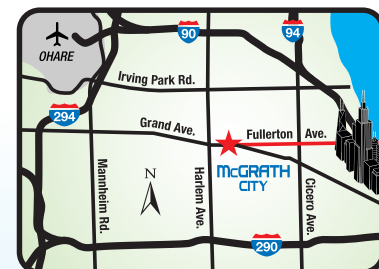 90
94
OHARE
Irving Park Rd.
294
Grand Ave.
Fullerton Ave.
McGRATH
CITY
N
Mannheim Rd.
Harlem Ave.
Cicero Ave.
290